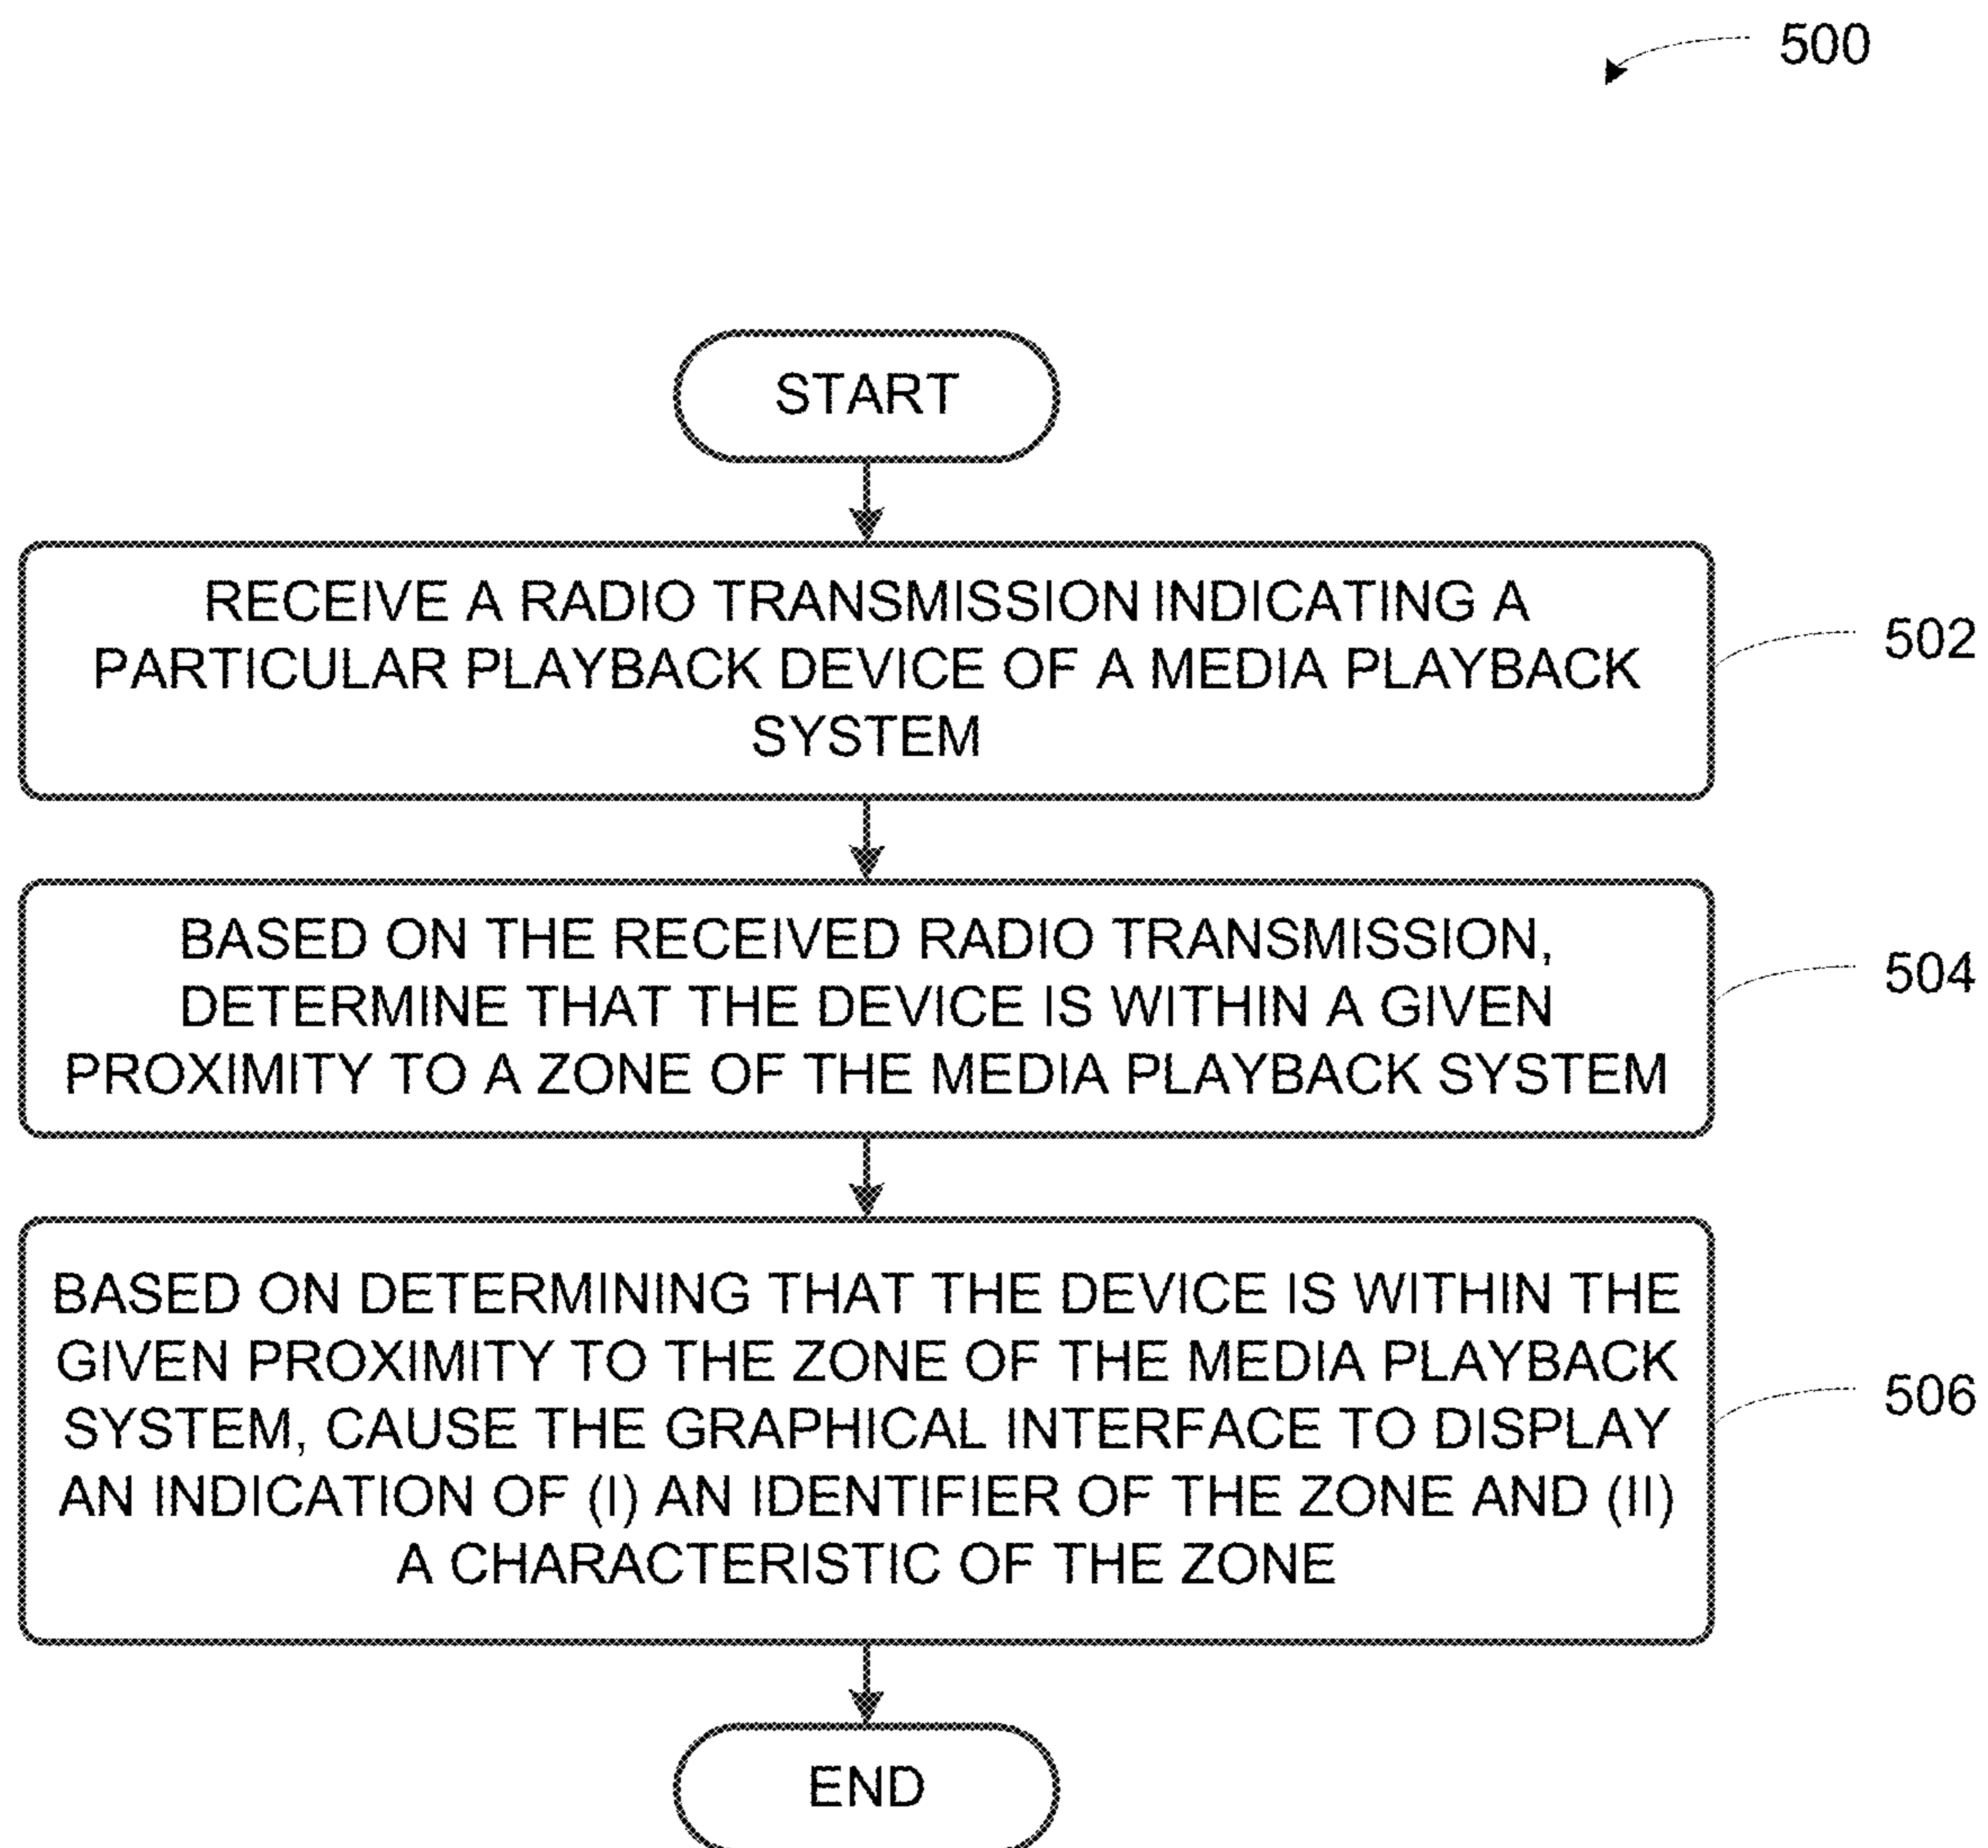 500
START
RECEIVE A RADIO TRANSMISSION INDICATING A
PARTICULAR PLAYBACK DEVICE OF A MEDIA PLAYBACK
SYSTEM
502
BASED ON THE RECEIVED RADIO TRANSMISSION,
DETERMINE THAT THE DEVICE IS WITHIN A GIVEN
PROXIMITY TO A ZONE OF THE MEDIA PLAYBACK SYSTEM
504
BASED ON DETERMINING THAT THE DEVICE IS WITHIN THE
GIVEN PROXIMITY TO THE ZONE OF THE MEDIA PLAYBACK
SYSTEM, CAUSE THE GRAPHICAL INTERFACE TO DISPLAY
AN INDICATION OF (I) AN IDENTIFIER OF THE ZONE AND (II)
A CHARACTERISTIC OF THE ZONE
506
END